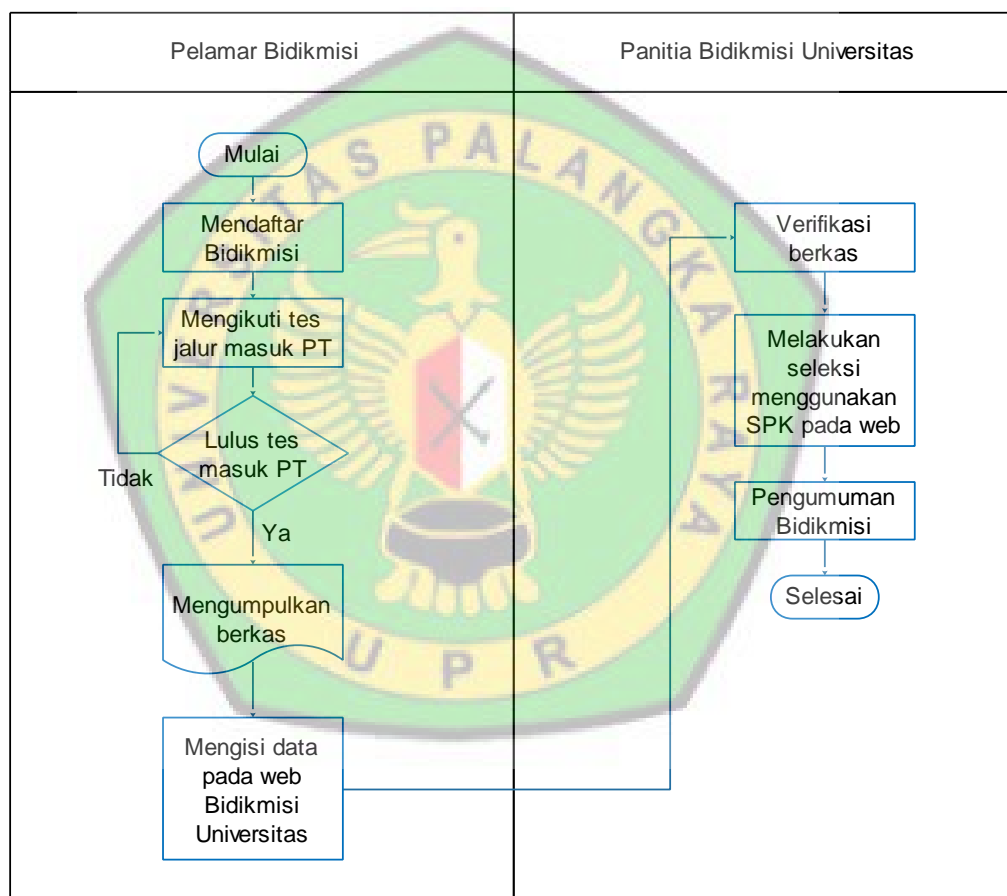 Pelamar Bidikmisi
Panitia Bidikmisi Universitas
Mulai
Mendaftar
Bidikmisi
Mengikuti tes
jalur masuk PT
Lulus tes
masuk PT
Tidak
Ya
Mengumpulkan
berkas
Mengisi data
pada web
Bidikmisi
Universitas
Verifikasi
berkas
Melakukan
seleksi
menggunakan
SPK pada web
Pengumuman
Bidikmisi
Selesai
UNIVERSITAS PALANGKA RAYA
UPR